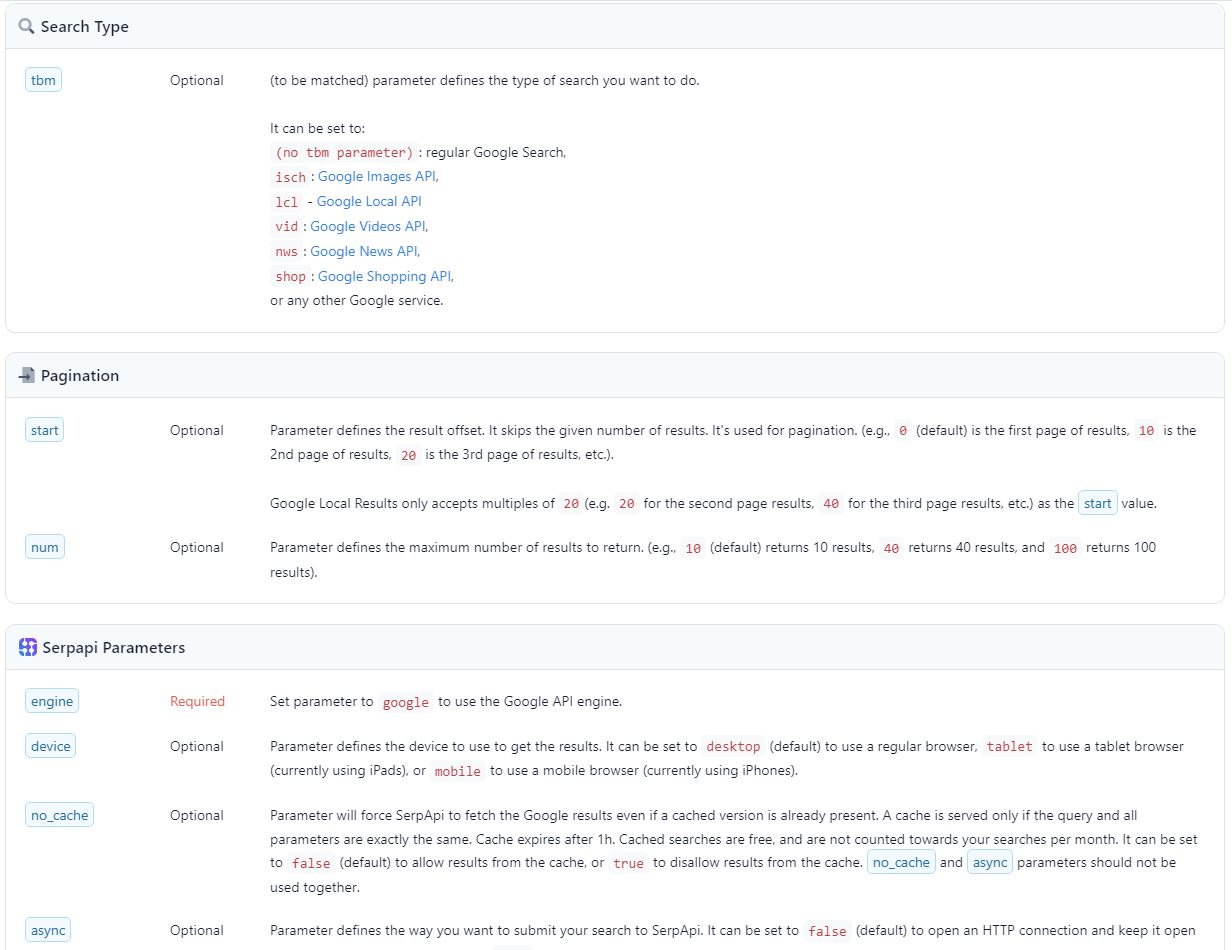 Search Type
tbm Optional (to be matched) parameter defines the type of search you want to do.
It can be set to:
(no tbm parameter) : regular Google Search,
isch : Google Images API,
lcl - Google Local API
vid : Google Videos API,
nws : Google News API,
shop : Google Shopping API,
or any other Google service.
Pagination
start Optional Parameter defines the result offset. It skips the given number of results. It's used for pagination. (e.g., 0 (default) is the first page of results, 10 is the
2nd page of results, 20 is the 3rd page of results, etc.).
Google Local Results only accepts multiples of 20 (e.g. 20 for the second page results, 40 for the third page results, etc.) as the start value.
num Optional Parameter defines the maximum number of results to return. (e.g., 10 (default) returns 10 results, 40 returns 40 results, and 100 returns 100
results).
Serpapi Parameters
engine Required Set parameter to google to use the Google API engine.
device Optional Parameter defines the device to use to get the results. It can be set to desktop (default) to use a regular browser, tablet to use a tablet browser
(currently using iPads), or mobile to use a mobile browser (currently using iPhones).
no_cache Optional Parameter will force SerpApi to fetch the Google results even if a cached version is already present. A cache is served only if the query and all
parameters are exactly the same. Cache expires after 1h. Cached searches are free, and are not counted towards your searches per month. It can be set
to false (default) to allow results from the cache, or true to disallow results from the cache. no_cache and async parameters should not be
used together.
async Optional Parameter defines the way you want to submit your search to SerpApi. It can be set to false (default) to open an HTTP connection and keep it open